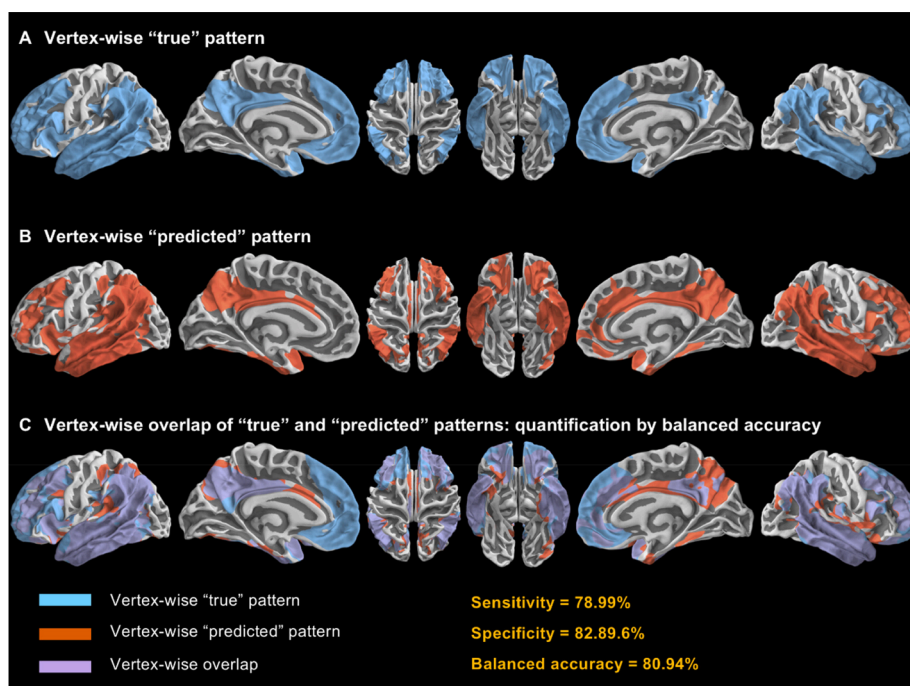 A Vertex-wise “true” pattern
B Vertex-wise “predicted” pattern
C Vertex-wise overlap of “true” and “predicted” patterns: quantification by balanced accuracy
Vertex-wise “true” pattern
Vertex-wise “predicted” pattern
Vertex-wise overlap
Sensitivity = 78.99%
Specificity = 82.89.6%
Balanced accuracy = 80.94%